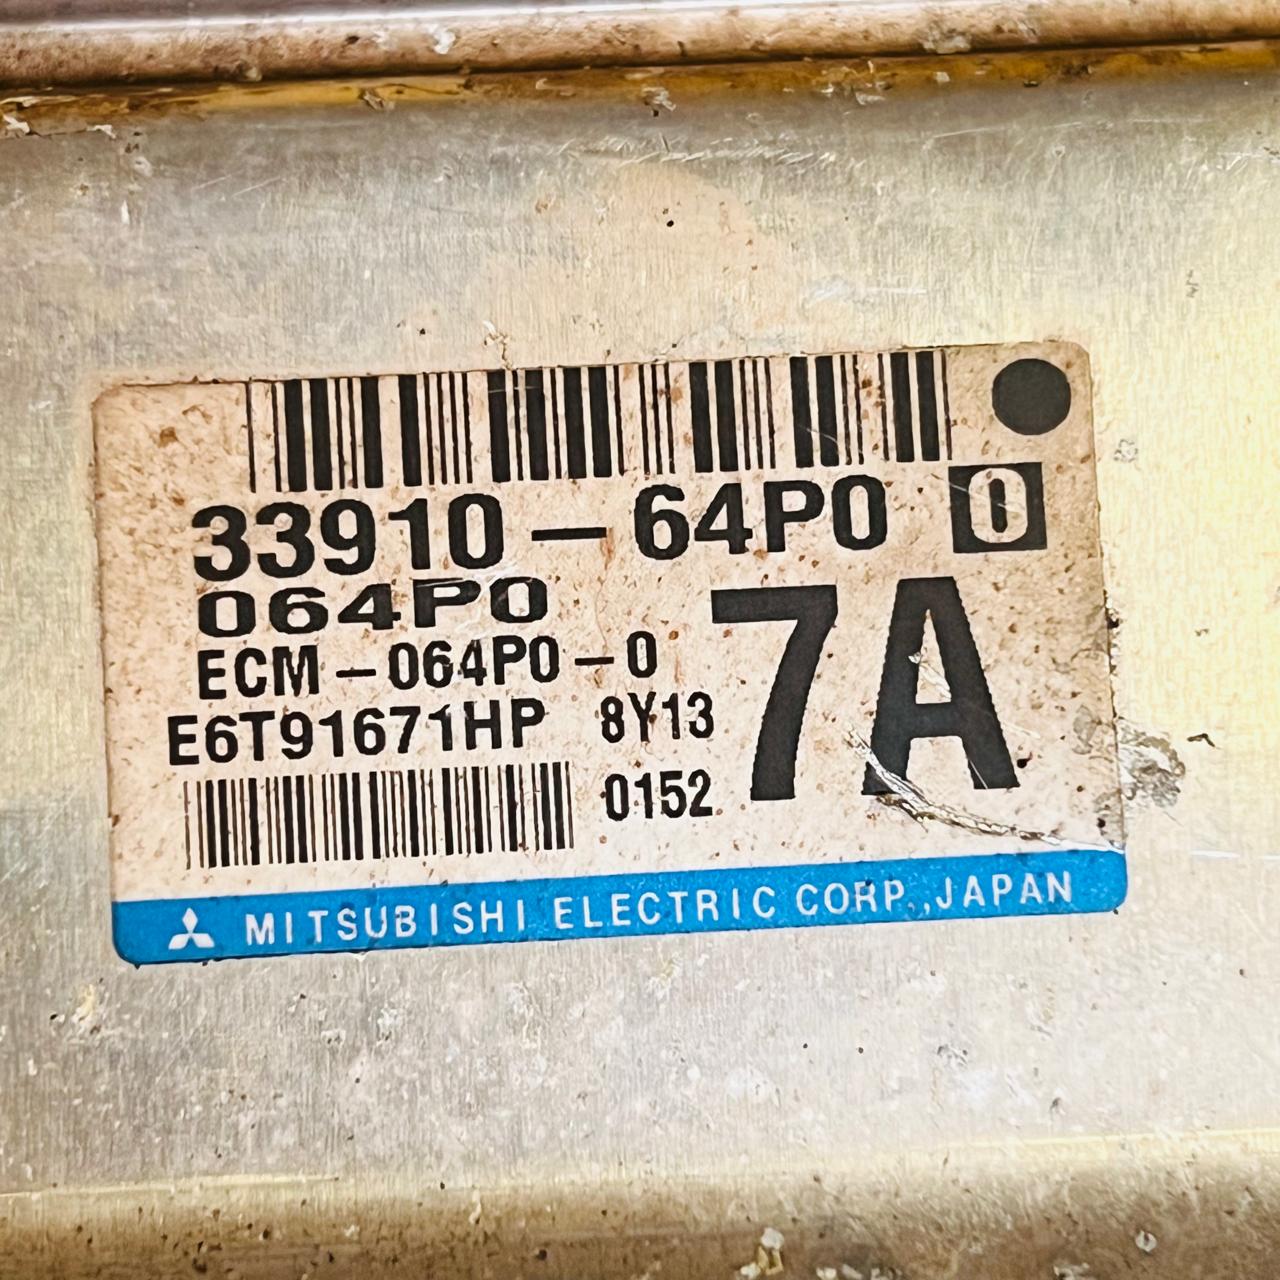 33910-64P0 0
064P0
ECM-064P0-0
7A
E6T91671HP 8Y13
0152
MITSUBISHI ELECTRIC CORP.,JAPAN